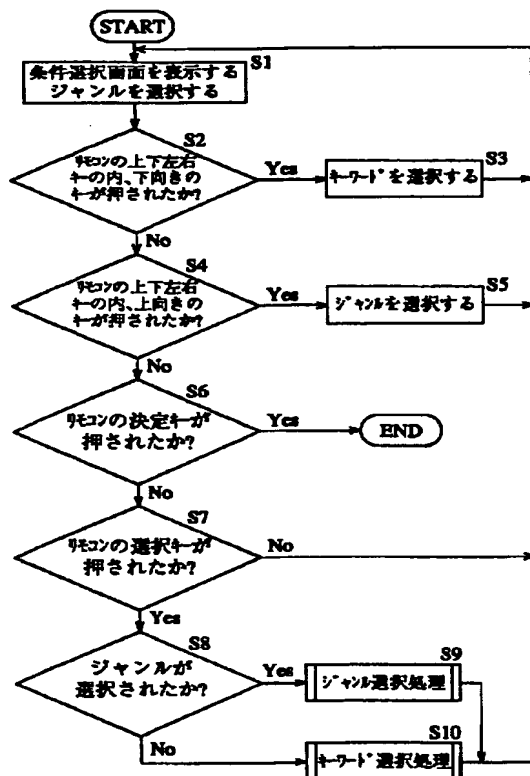 START
S1
条件選択画面を表示する
ジャンルを選択する
S2
ﾘﾓｺﾝの上下左右
キーの内、下向きの
キーが押されたか?
Yes
S3
ｷｰﾜｰﾄﾞを選択する
No
S4
ﾘﾓｺﾝの上下左右
キーの内、上向きの
キーが押されたか?
Yes
S5
ｼﾞｬﾝﾙを選択する
No
S6
ﾘﾓｺﾝの決定キーが
押されたか?
Yes
END
No
S7
ﾘﾓｺﾝの選択キーが
押されたか?
No
Yes
S8
ジャンルが
選択されたか?
Yes
S9
ｼﾞｬﾝﾙ選択処理
No
S10
ｷｰﾜｰﾄﾞ選択処理